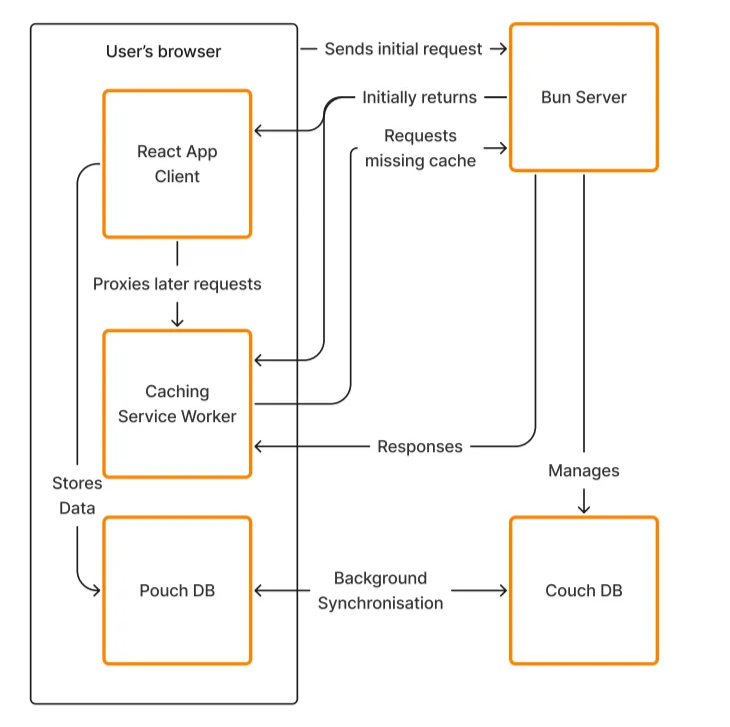 User's browser
Sends initial request
Bun Server
Initially returns
Requests
missing cache
React App
Client
Proxies later requests
Caching
Service Worker
Responses
Manages
Stores
Data
Pouch DB
Background
Synchronisation
Couch DB